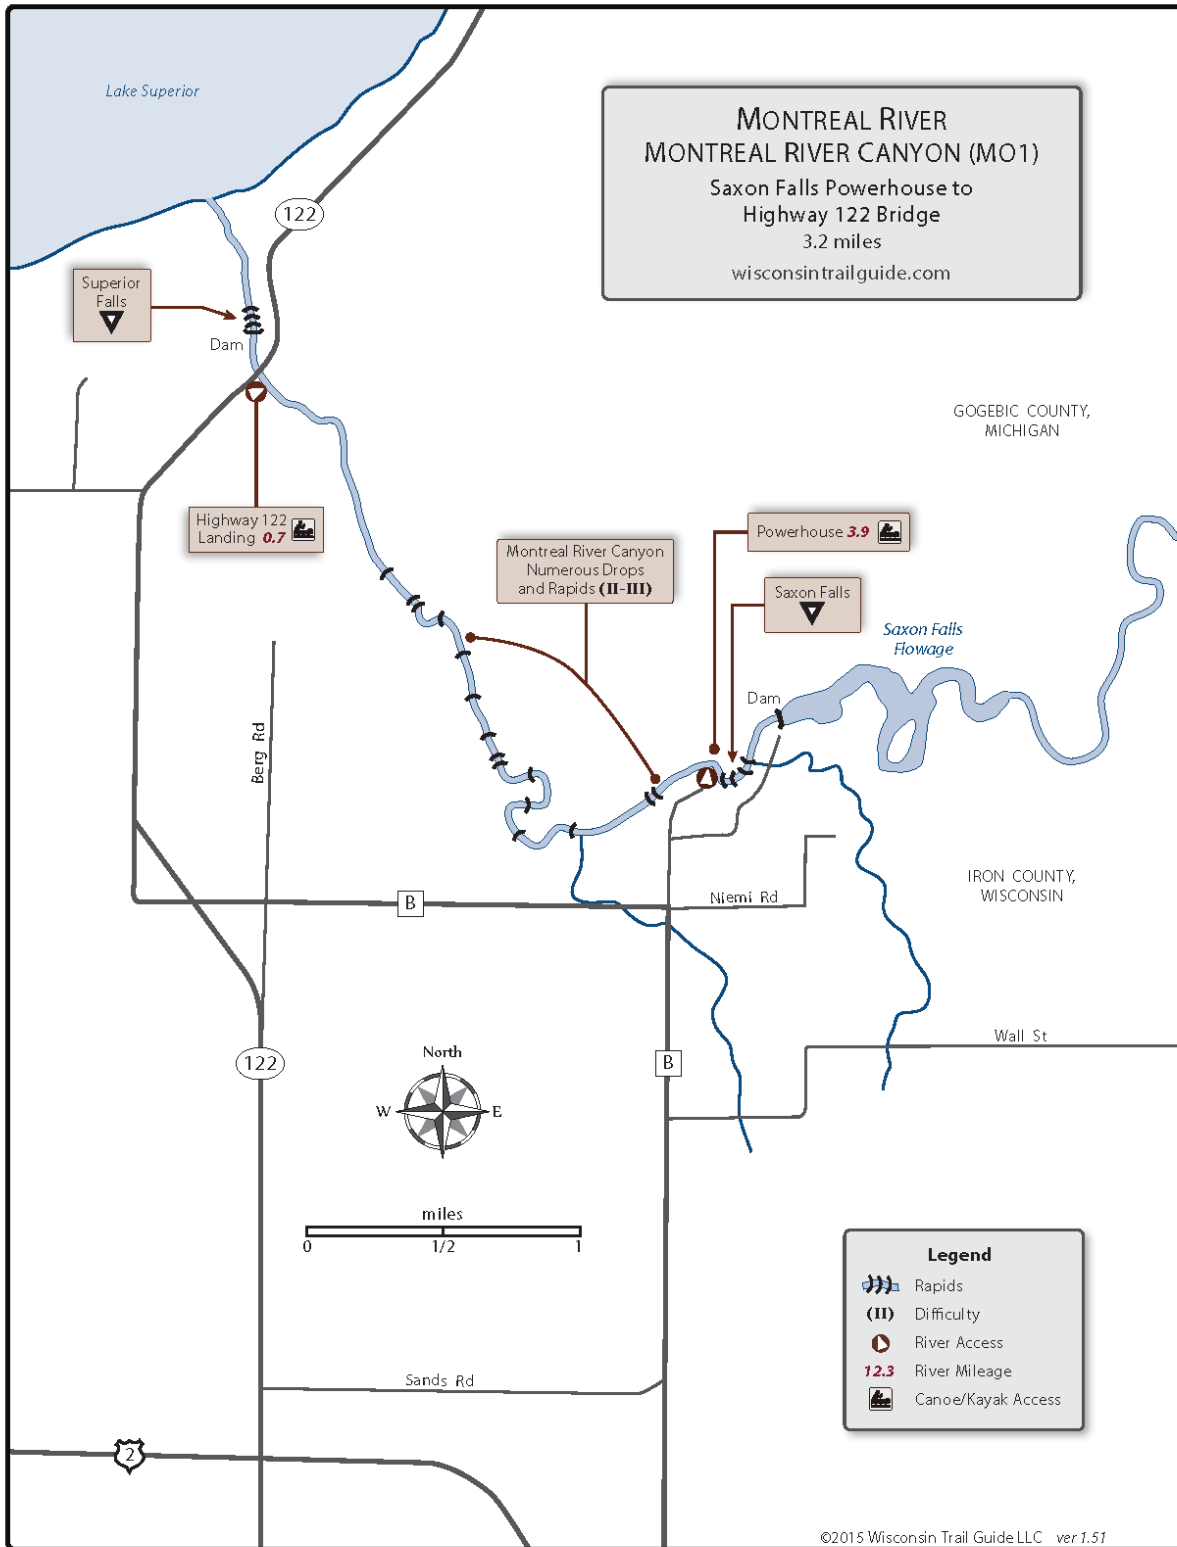 Lake Superior
MONTREAL RIVER
MONTREAL RIVER CANYON (MO1)
Saxon Falls Powerhouse to
Highway 122 Bridge
3.2 miles
wisconsintrailguide.com
122
Superior
Falls
Dam
GOGEBIC COUNTY,
MICHIGAN
Highway 122
Landing 0.7
Powerhouse 3.9
Montreal River Canyon
Numerous Drops
and Rapids (II-III)
Saxon Falls
Saxon Falls
Flowage
Dam
Berg Rd
IRON COUNTY,
WISCONSIN
Niemi Rd
B
Wall St
122
B
North
W
E
miles
0 1/2 1
Legend
Rapids
(II) Difficulty
River Access
12.3 River Mileage
Canoe/Kayak Access
Sands Rd
2
©2015 Wisconsin Trail Guide LLC ver 1.51